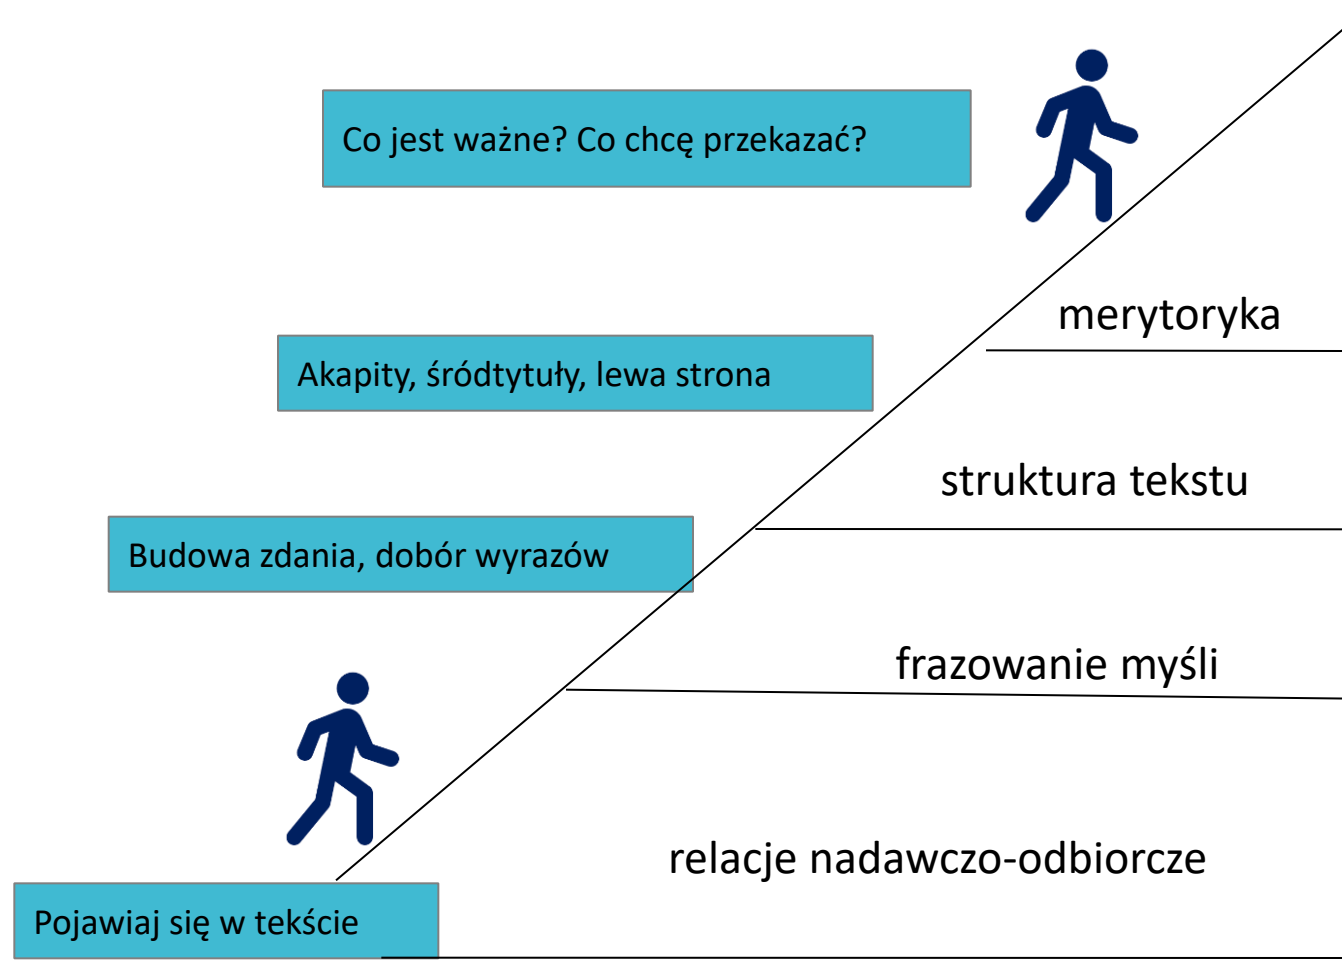 Co jest ważne? Co chcę przekazać?
merytoryka
Akapity, śródtytuły, lewa strona
struktura tekstu
Budowa zdania, dobór wyrazów
frazowanie myśli
relacje nadawczo-odbiorcze
Pojawiaj się w tekście